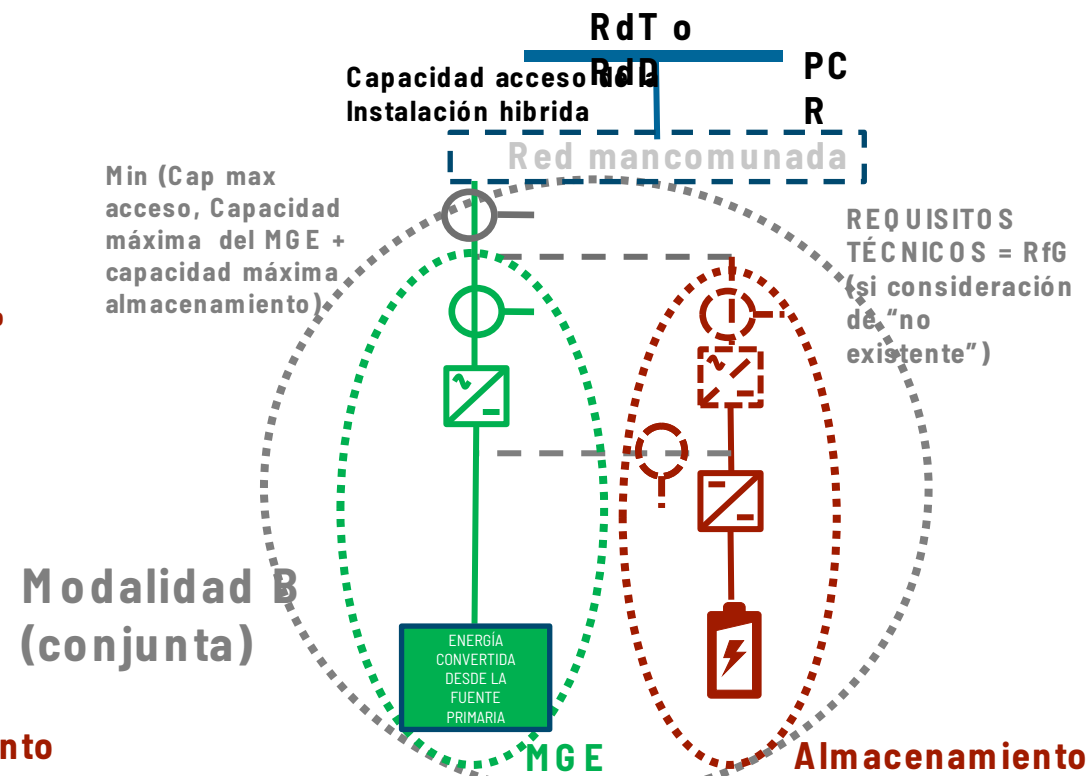 RdT o
RdD
Capacidad acceso de la
Instalación hibrida
PC
R
Red mancomunada
Min (Cap max
acceso, Capacidad
máxima del MGE +
capacidad máxima
almacenamiento)
REQUISITOS
TÉCNICOS = RfG
(si consideración
de “no
existente”)
o
Modalidad B
(conjunta)
ENERGÍA
CONVERTIDA
DESDE LA
FUENTE
PRIMARIA
nto
MGE
Almacenamiento